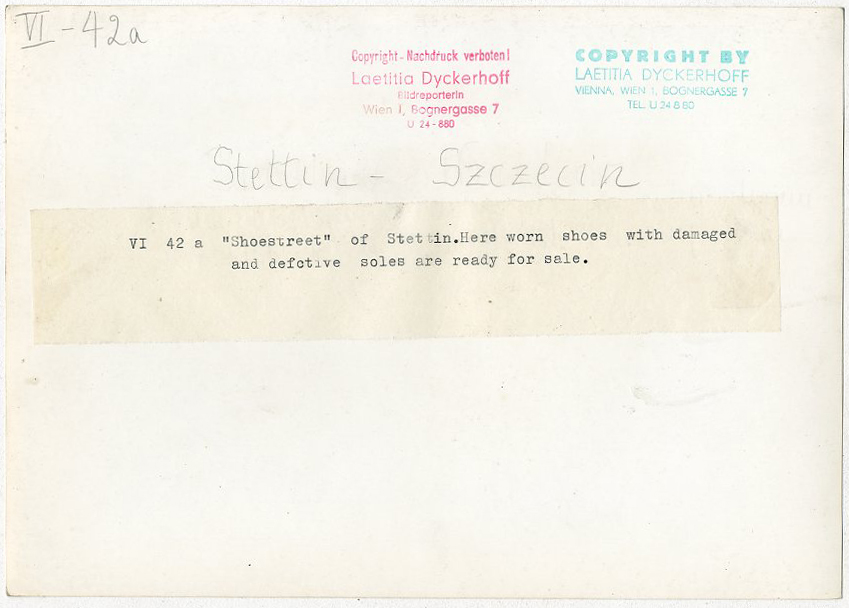 VI - 42a
Copyright - Nachdruck verboten!
Laetitia Dyckerhoff
Bildreporterin
Wien 1, Bognergasse 7
U 24 - 880
COPYRIGHT BY
LAETITIA DYCKERHOFF
VIENNA, WIEN 1, BOGNERGASSE 7
TEL. U 24 8 80
Stettin - Szczecin
VI 42 a "Shoestreet" of Stettin.Here worn shoes with damaged
and defctive soles are ready for sale.